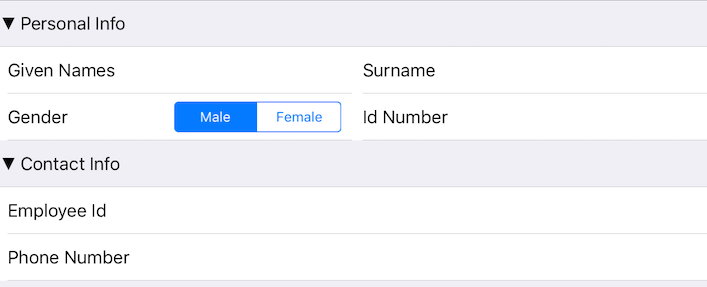 ▼ Personal Info
Given Names Surname
Gender Male Female Id Number
▼ Contact Info
Employee Id
Phone Number